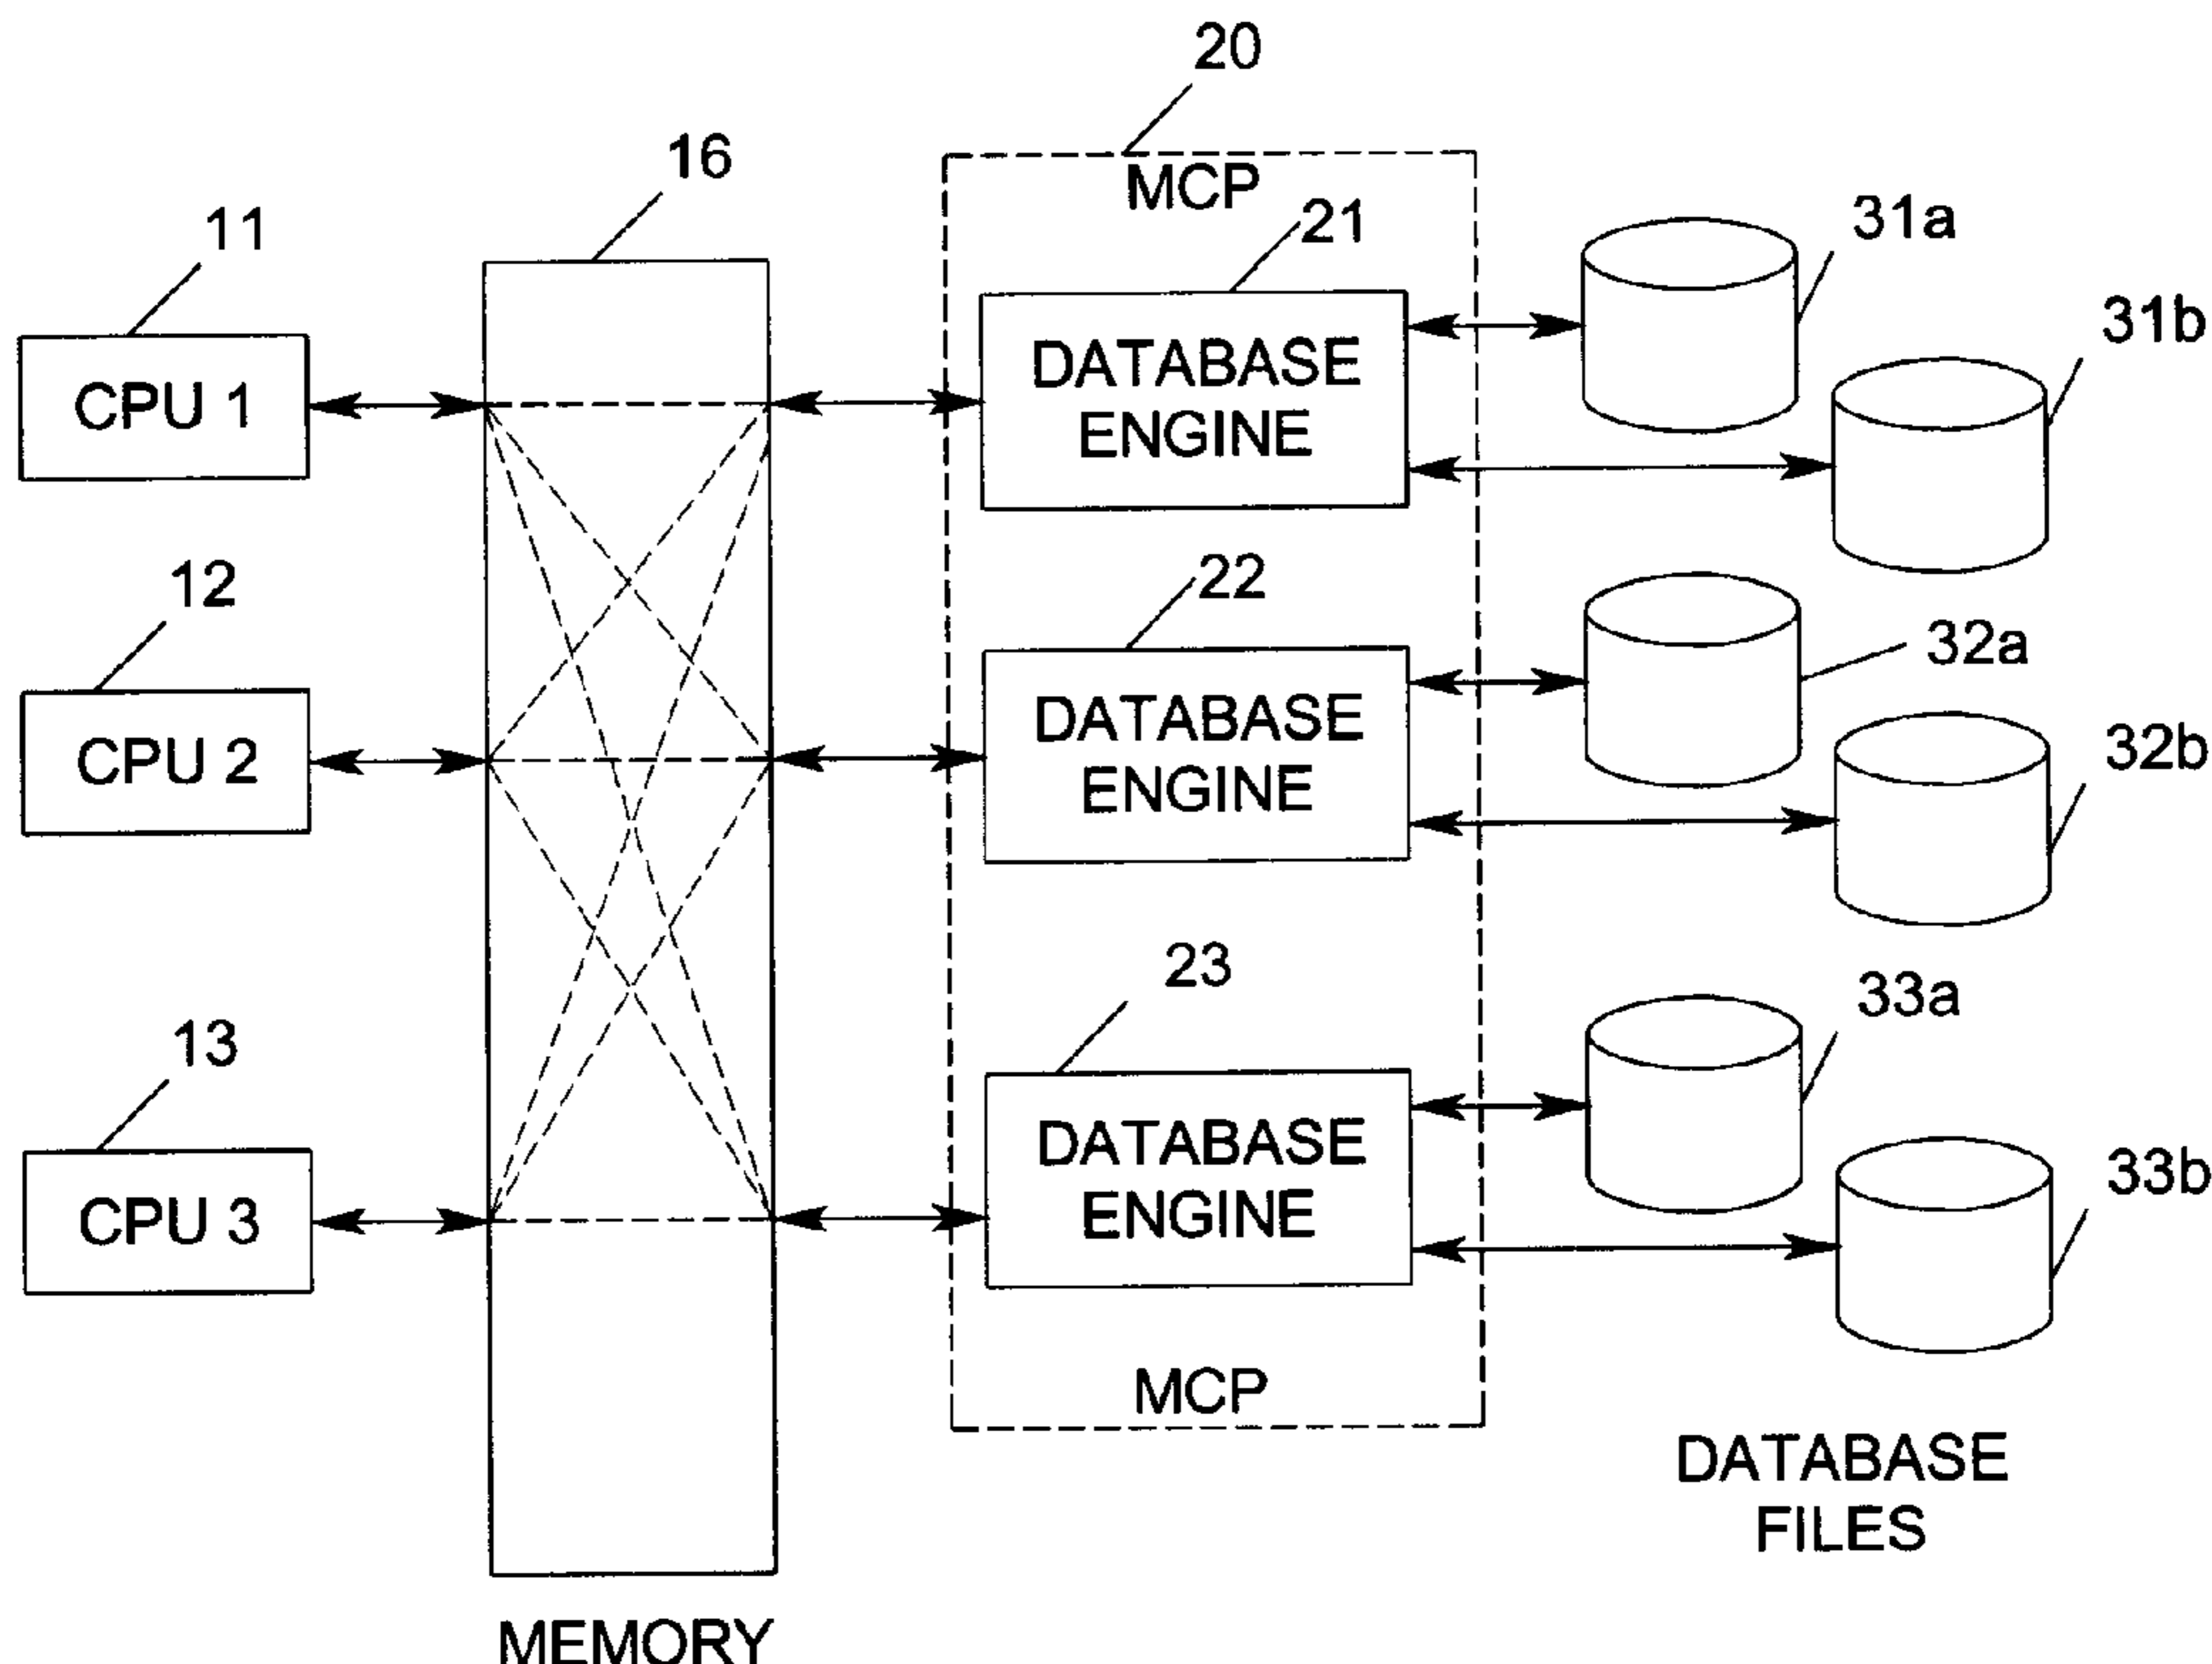 20
MCP
16
11
21
31a
31b
CPU 1
DATABASE
ENGINE
12
22
32a
CPU 2
DATABASE
ENGINE
32b
13
23
33a
CPU 3
DATABASE
ENGINE
33b
MCP
DATABASE
FILES
MEMORY